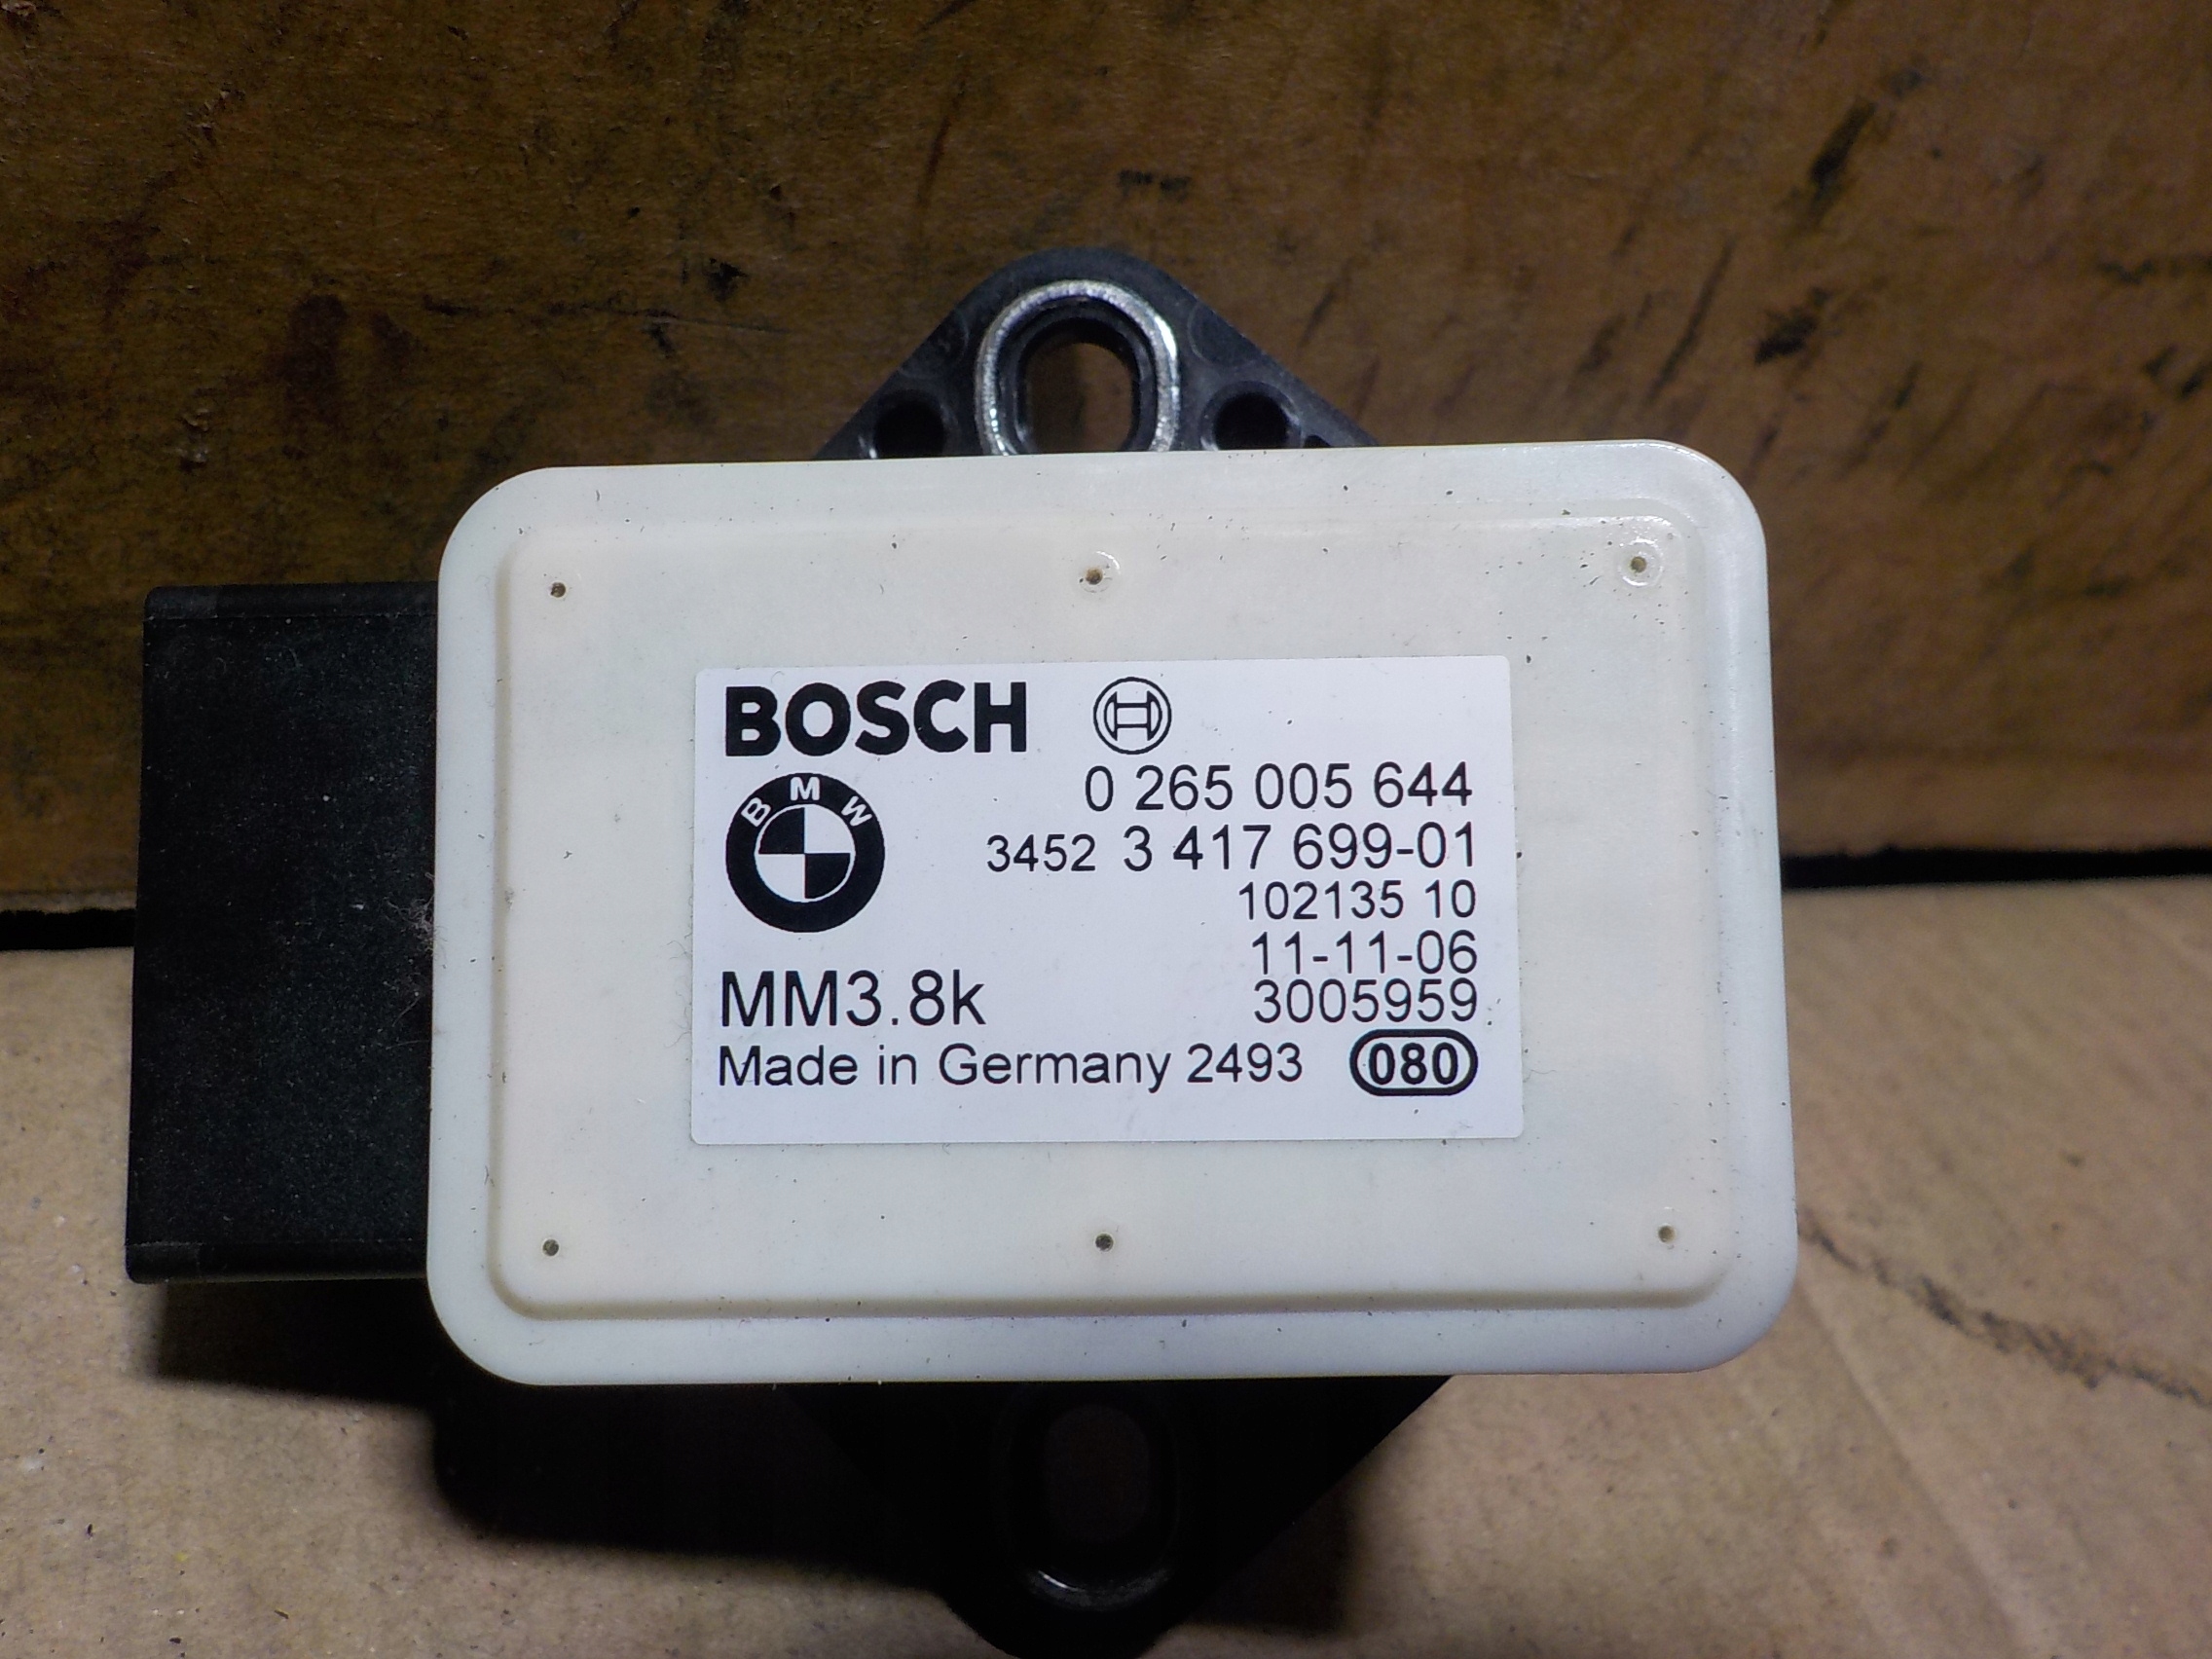 BOSCH
BMW
0 265 005 644
3452 3 417 699-01
102135 10
11-11-06
MM3.8k 3005959
Made in Germany 2493 080